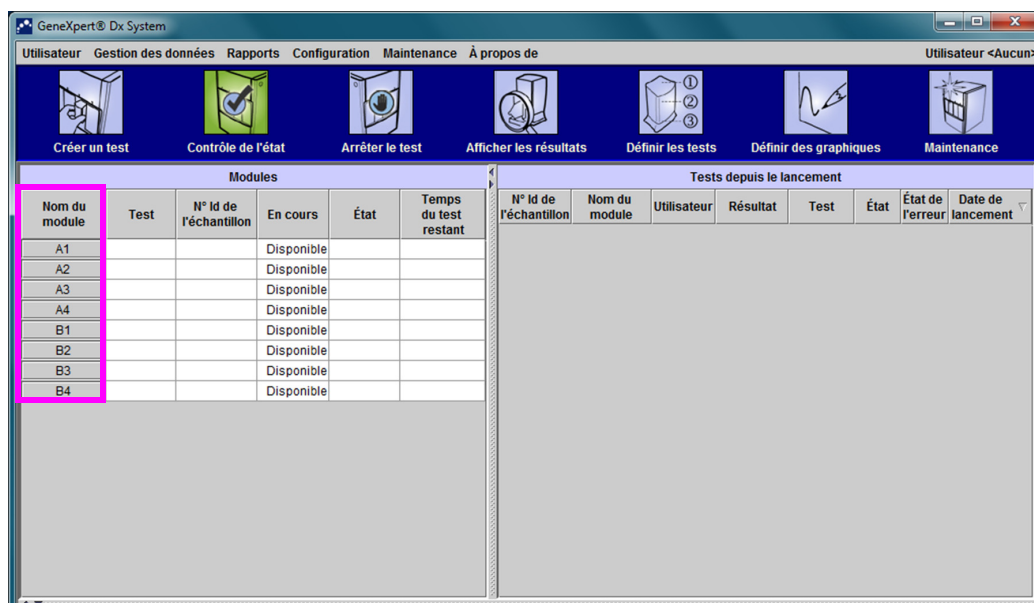 GeneXpert® Dx System
Utilisateur Gestion des données Rapports Configuration Maintenance À propos de Utilisateur <Aucun>
Créer un test Contrôle de l'état Arrêter le test Afficher les résultats Définir les tests Définir des graphiques Maintenance
① ② ③
Modules
Nom du module Test N° Id de l'échantillon En cours État Temps du test restant
A1 Disponible
A2 Disponible
A3 Disponible
A4 Disponible
B1 Disponible
B2 Disponible
B3 Disponible
B4 Disponible
Tests depuis le lancement
N° Id de l'échantillon Nom du module Utilisateur Résultat Test État État de l'erreur Date de lancement